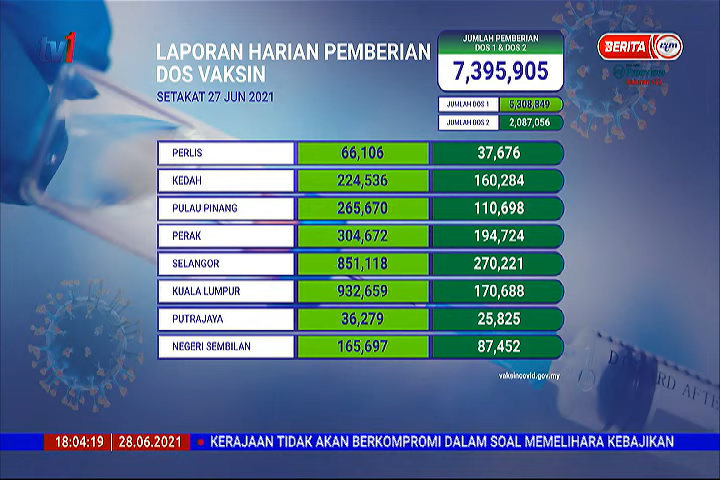 tv1
LAPORAN HARIAN PEMBERIAN
DOS VAKSIN
SETAKAT 27 JUN 2021
JUMLAH PEMBERIAN
DOS 1 & DOS 2
7,395,905
JUMLAH DOS 1 5,308,849
JUMLAH DOS 2 2,087,056
BERITA rtm
PERLIS 66,106 37,676
KEDAH 224,536 160,284
PULAU PINANG 265,670 110,698
PERAK 304,672 194,724
SELANGOR 851,118 270,221
KUALA LUMPUR 932,659 170,688
PUTRAJAYA 36,279 25,825
NEGERI SEMBILAN 165,697 87,452
vaksincovid.gov.my
18:04:19 28.06.2021 KERAJAAN TIDAK AKAN BERKOMPROMI DALAM SOAL MEMELIHARA KEBAJIKAN